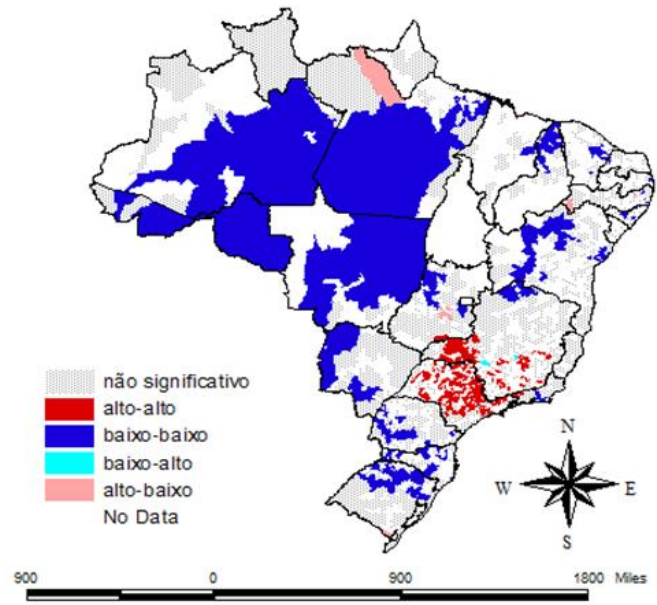 não significativo
alto-alto
baixo-baixo
baixo-alto
alto-baixo
No Data
N
W E
S
900 0 900 1800 Miles